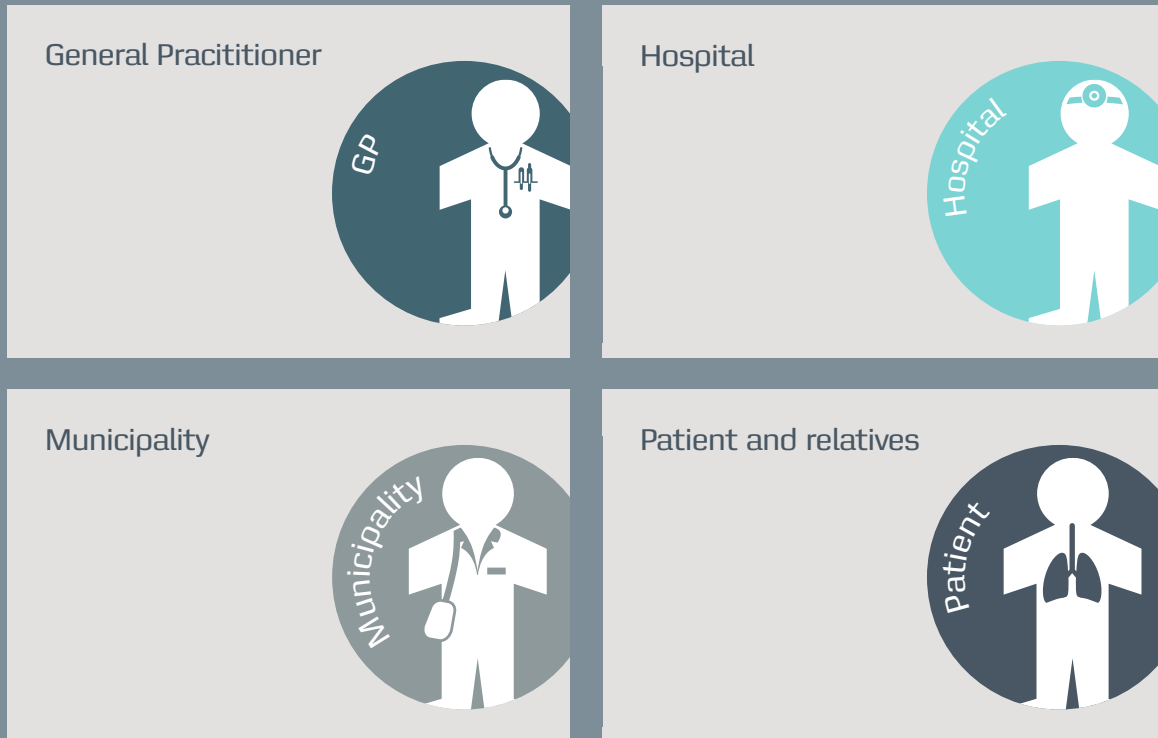 General Pracititioner
GP
Hospital
Hospital
Municipality
Municipality
Patient and relatives
Patient